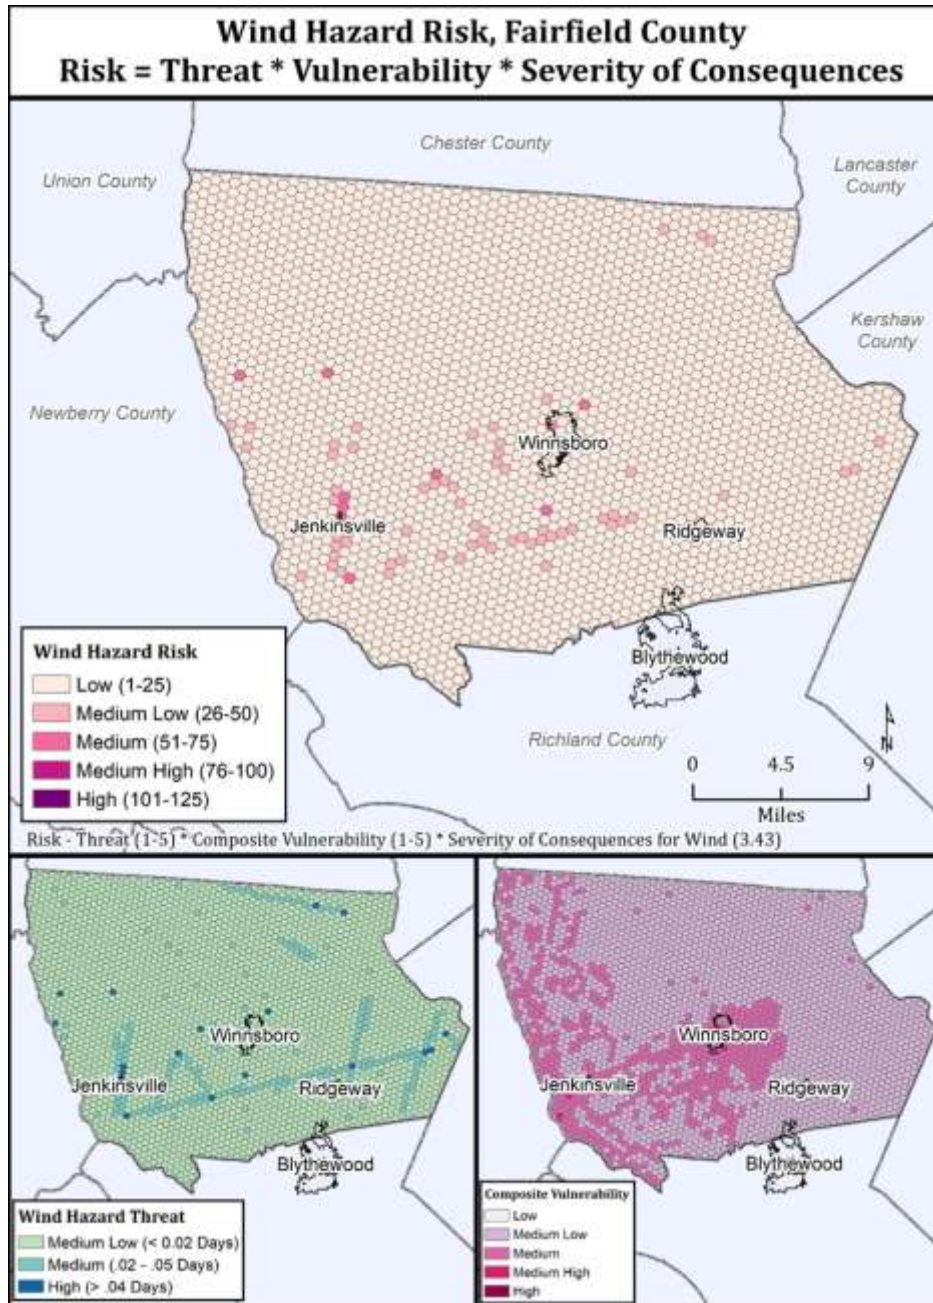 Wind Hazard Risk, Fairfield County
Risk = Threat * Vulnerability * Severity of Consequences
Chester County
Union County
Lancaster County
Kershaw County
Newberry County
Winnsboro
Jenkinsville
Ridgeway
Blythewood
Richland County
Wind Hazard Risk
Low (1-25)
Medium Low (26-50)
Medium (51-75)
Medium High (76-100)
High (101-125)
N
0 4.5 9
Miles
Risk - Threat (1-5) * Composite Vulnerability (1-5) * Severity of Consequences for Wind (3.43)
Winnsboro
Jenkinsville
Ridgeway
Blythewood
Wind Hazard Threat
Medium Low (< 0.02 Days)
Medium (.02 - .05 Days)
High (> .04 Days)
Winnsboro
Jenkinsville
Ridgeway
Blythewood
Composite Vulnerability
Low
Medium Low
Medium
Medium High
High